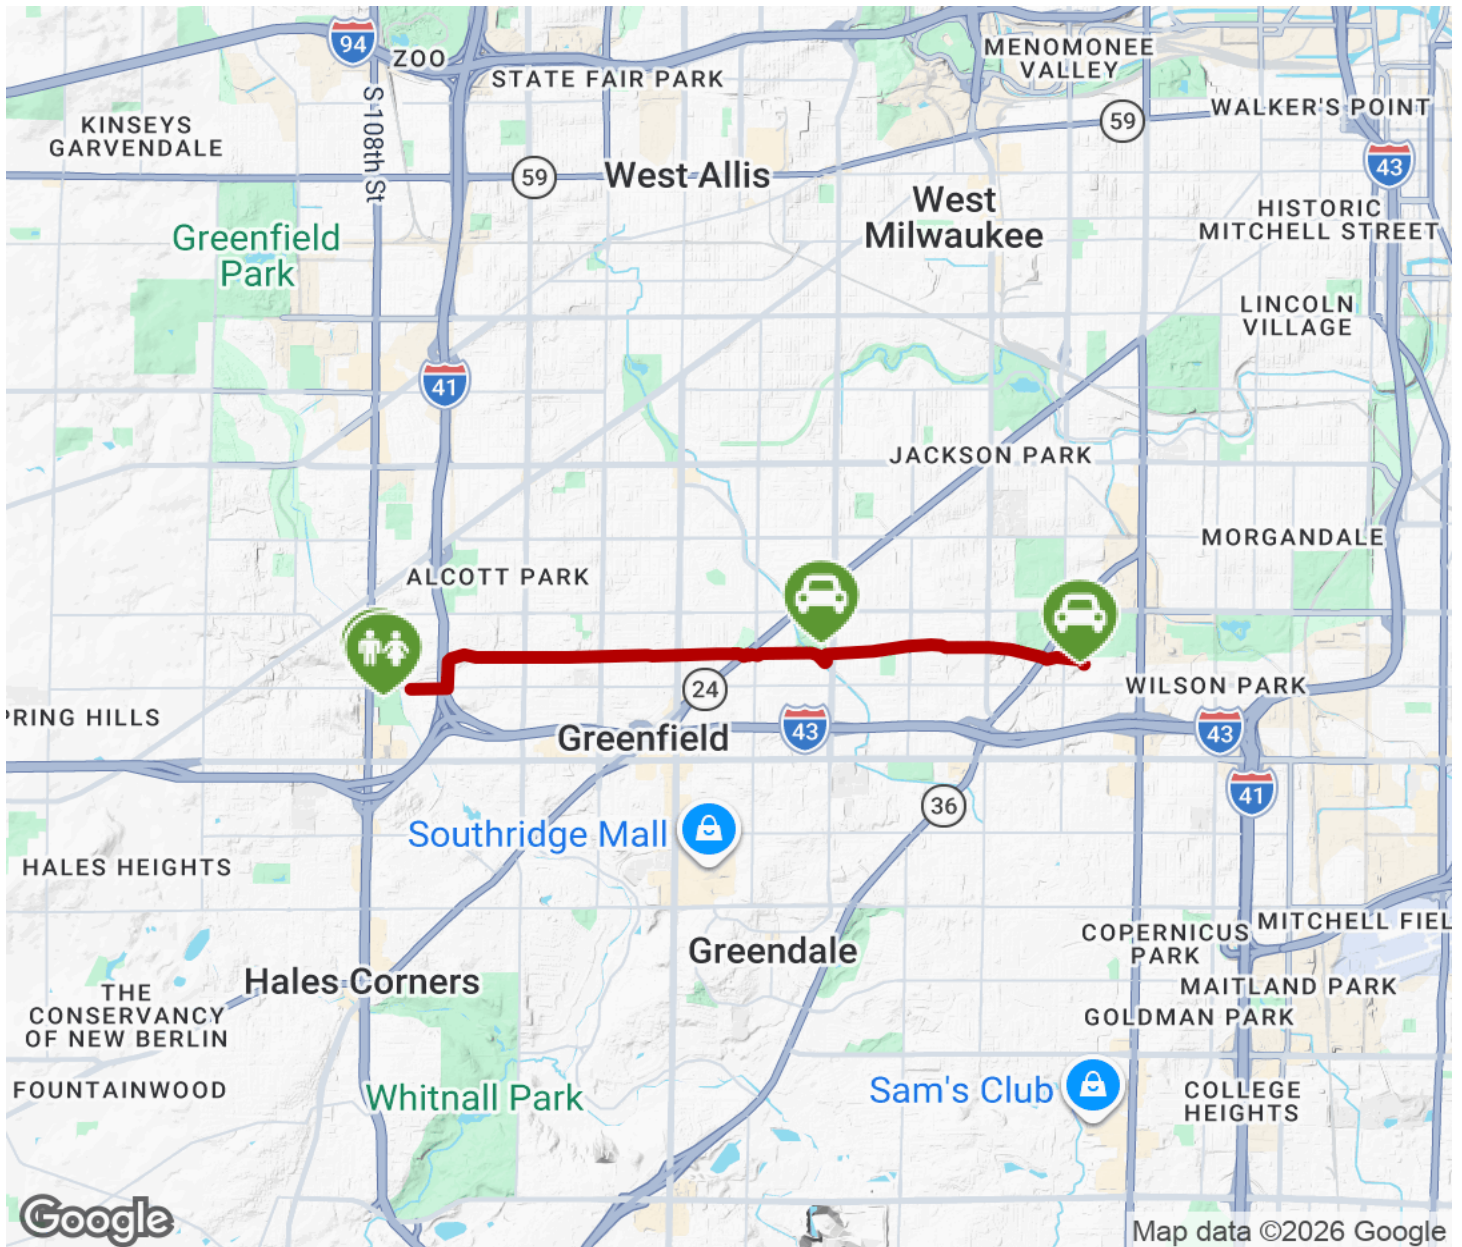 94
ZOO
STATE FAIR PARK
MENOMONEE
VALLEY
S 108th St
KINSEYS
GARVENDALE
59
WALKER'S POINT
43
59
West Allis
West
Milwaukee
HISTORIC
MITCHELL STREET
Greenfield
Park
LINCOLN
VILLAGE
41
JACKSON PARK
MORGANDALE
ALCOTT PARK
24
WILSON PARK
PRING HILLS
Greenfield
43
43
41
36
Southridge Mall
HALES HEIGHTS
Greendale
COPERNICUS
PARK
MITCHELL FIEL
Hales Corners
MAITLAND PARK
THE
CONSERVANCY
OF NEW BERLIN
GOLDMAN PARK
FOUNTAINWOOD
Whitnall Park
Sam's Club
COLLEGE
HEIGHTS
Google
Map data ©2026 Google